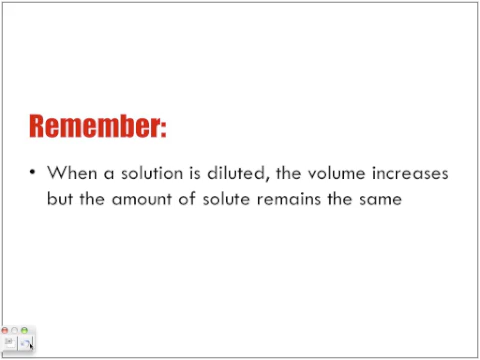 Remember:
• When a solution is diluted, the volume increases
but the amount of solute remains the same